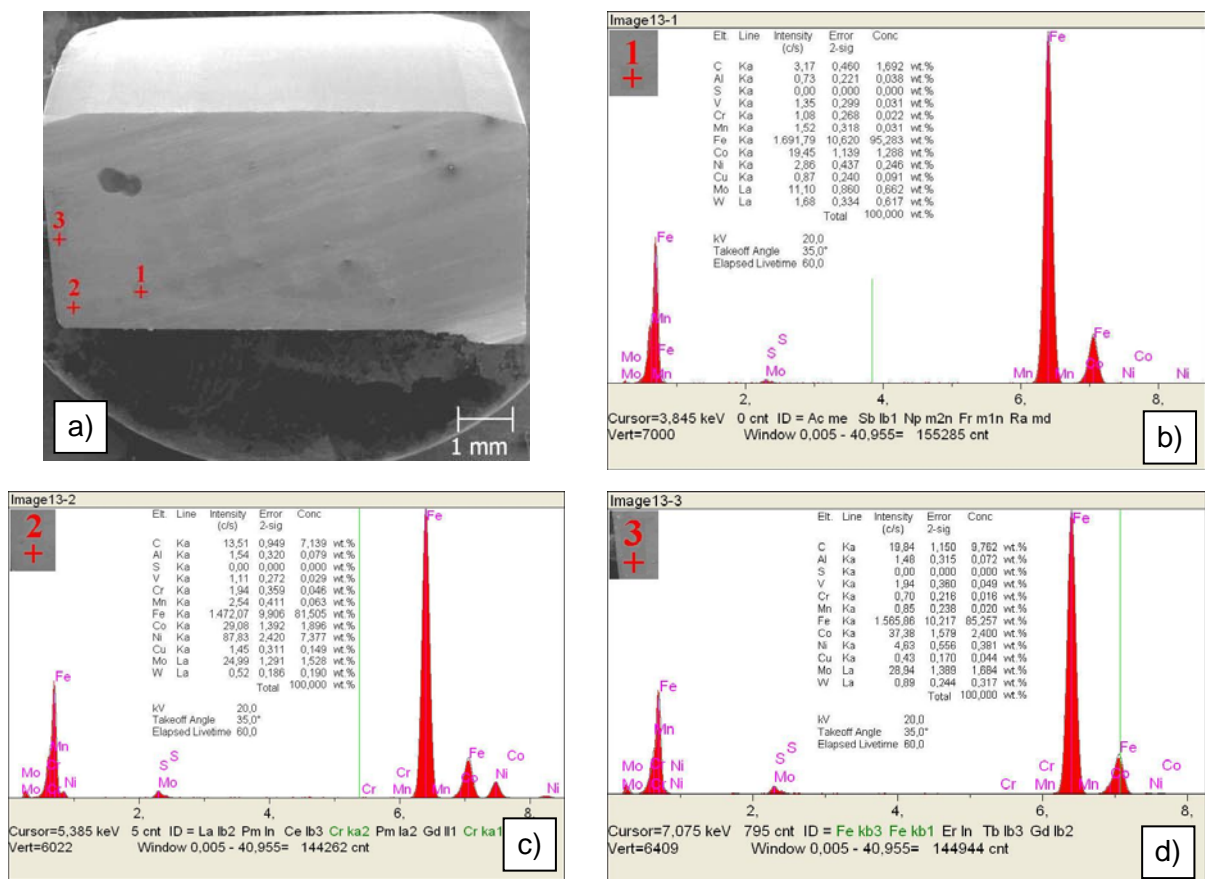 3
+
1
+
2
+
a)
1 mm
Image13-1
1
+
Elt. Line Intensity Error Conc
(c/s) 2-sig
C Ka 3,17 0,460 1,692 wt.%
Al Ka 0,73 0,221 0,038 wt.%
S Ka 0,00 0,000 0,000 wt.%
V Ka 1,35 0,299 0,031 wt.%
Cr Ka 1,08 0,268 0,022 wt.%
Mn Ka 1,52 0,318 0,031 wt.%
Fe Ka 1.691,79 10,620 95,283 wt.%
Co Ka 19,45 1,139 1,288 wt.%
Ni Ka 2,86 0,437 0,246 wt.%
Cu Ka 0,87 0,240 0,091 wt.%
Mo La 11,10 0,860 0,662 wt.%
W La 1,68 0,334 0,617 wt.%
Total 100,000 wt.%
kV 20,0
Takeoff Angle 35,0°
Elapsed Livetime 60,0
Fe
Fe
Mn
Mo Fe
Mo Mn
S
S
Mo
Fe
Co
Co
Mn Mn Ni Ni
2, 4, 6, 8,
Cursor=3,845 keV 0 cnt ID = Ac me Sb lb1 Np m2n Fr m1n Ra md
Vert=7000 Window 0,005 - 40,955= 155285 cnt
b)
Image13-2
2
+
Elt. Line Intensity Error Conc
(c/s) 2-sig
C Ka 13,51 0,949 7,139 wt.%
Al Ka 1,54 0,320 0,079 wt.%
S Ka 0,00 0,000 0,000 wt.%
V Ka 1,11 0,272 0,029 wt.%
Cr Ka 1,94 0,359 0,046 wt.%
Mn Ka 2,54 0,411 0,063 wt.%
Fe Ka 1.472,07 9,906 81,505 wt.%
Co Ka 29,08 1,392 1,896 wt.%
Ni Ka 87,83 2,420 7,377 wt.%
Cu Ka 1,45 0,311 0,149 wt.%
Mo La 24,99 1,291 1,528 wt.%
W La 0,52 0,186 0,190 wt.%
Total 100,000 wt.%
kV 20,0
Takeoff Angle 35,0°
Elapsed Livetime 60,0
Fe
Fe
Mn
Mo Cr Ni
Mo Cr
S
S
Mo
Fe
Co
Co
Cr Ni
Cr Mn Mn Ni
2, 4, 6, 8,
Cursor=5,385 keV 5 cnt ID = La lb2 Pm ln Ce lb3 Cr ka2 Pm la2 Gd ll1 Cr ka1
Vert=6022 Window 0,005 - 40,955= 144262 cnt
c)
Image13-3
3
+
Elt. Line Intensity Error Conc
(c/s) 2-sig
C Ka 19,84 1,150 9,762 wt.%
Al Ka 1,48 0,315 0,072 wt.%
S Ka 0,00 0,000 0,000 wt.%
V Ka 1,94 0,360 0,049 wt.%
Cr Ka 0,70 0,216 0,016 wt.%
Mn Ka 0,85 0,238 0,020 wt.%
Fe Ka 1.565,86 10,217 85,257 wt.%
Co Ka 37,38 1,579 2,400 wt.%
Ni Ka 4,63 0,556 0,381 wt.%
Cu Ka 0,43 0,170 0,044 wt.%
Mo La 28,94 1,389 1,684 wt.%
W La 0,89 0,244 0,317 wt.%
Total 100,000 wt.%
kV 20,0
Takeoff Angle 35,0°
Elapsed Livetime 60,0
Fe
Fe
Mn
Mo Cr Ni
Mo Cr Ni
S
S
Mo
Fe
Co
Co
Cr Ni
Cr Mn Mn Ni
2, 4, 6, 8,
Cursor=7,075 keV 795 cnt ID = Fe kb3 Fe kb1 Er ln Tb lb3 Gd lb2
Vert=6409 Window 0,005 - 40,955= 144944 cnt
d)